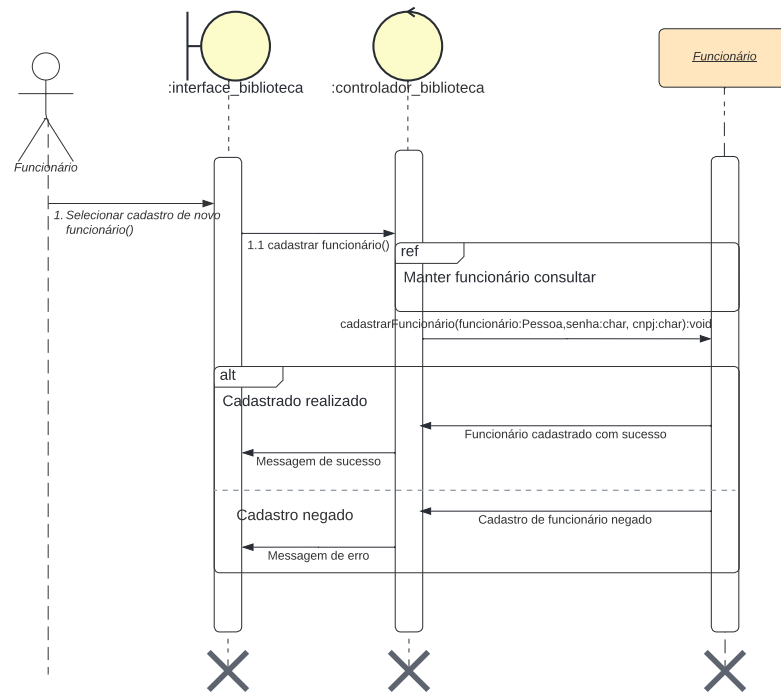 Funcionário
:interface_biblioteca
:controlador_biblioteca
Funcionário
1. Selecionar cadastro de novo
funcionário()
1.1 cadastrar funcionário()
ref
Manter funcionário consultar
cadastrarFuncionário(funcionário:Pessoa,senha:char, cnpj:char):void
alt
Cadastrado realizado
Funcionário cadastrado com sucesso
Messagem de sucesso
Cadastro negado
Cadastro de funcionário negado
Messagem de erro